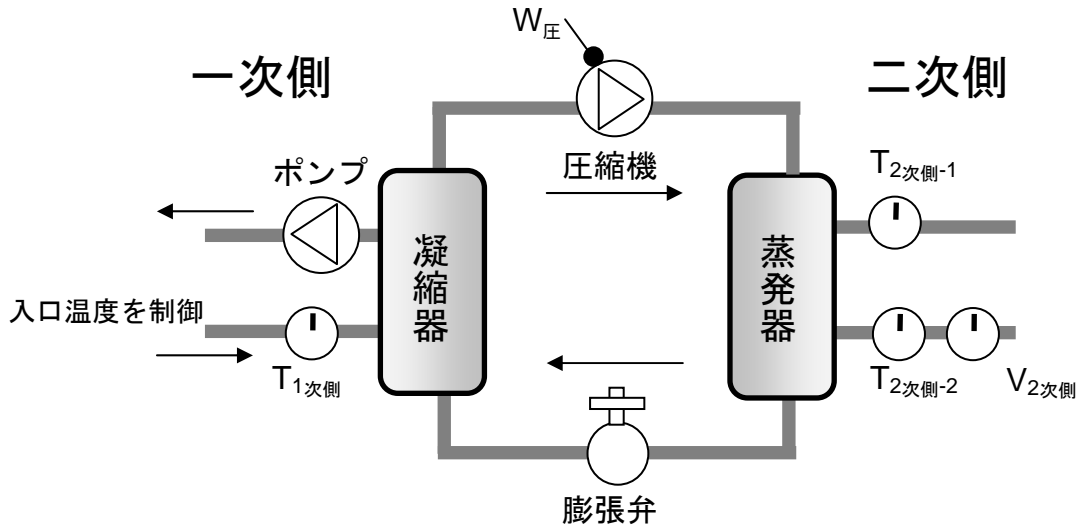 W圧
一次側
二次側
ポンプ
圧縮機
T2次側-1
凝縮器
蒸発器
入口温度を制御
T1次側
T2次側-2
V2次側
膨張弁